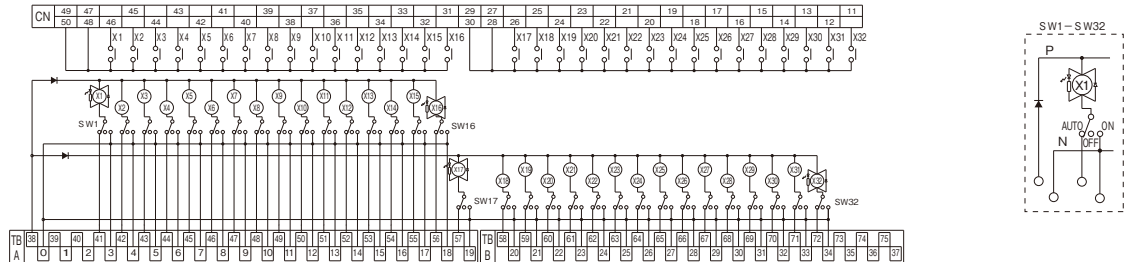 49 47 45 43 41 39 37 35 33 31 29 27 25 23 21 19 17 15 13 11
CN
50 48 46 44 42 40 38 36 34 32 30 28 26 24 22 20 18 16 14 12
X1 X2 X3 X4 X5 X6 X7 X8 X9 X10 X11 X12 X13 X14 X15 X16 X17 X18 X19 X20 X21 X22 X23 X24 X25 X26 X27 X28 X29 X30 X31 X32
X1 X3 X5 X7 X9 X11 X13 X15
X2 X4 X6 X8 X10 X12 X14 X16
SW1 SW16
X17 X19 X21 X23 X25 X27 X29 X31
X18 X20 X22 X24 X26 X28 X30 X32
SW17 SW32
TB 38 39 40 41 42 43 44 45 46 47 48 49 50 51 52 53 54 55 56 57 TB 58 59 60 61 62 63 64 65 66 67 68 69 70 71 72 73 74 75
A 0 1 2 3 4 5 6 7 8 9 10 11 12 13 14 15 16 17 18 19 B 20 21 22 23 24 25 26 27 28 29 30 31 32 33 34 35 36 37
SW1－SW32
P
X1
AUTO ON
N OFF